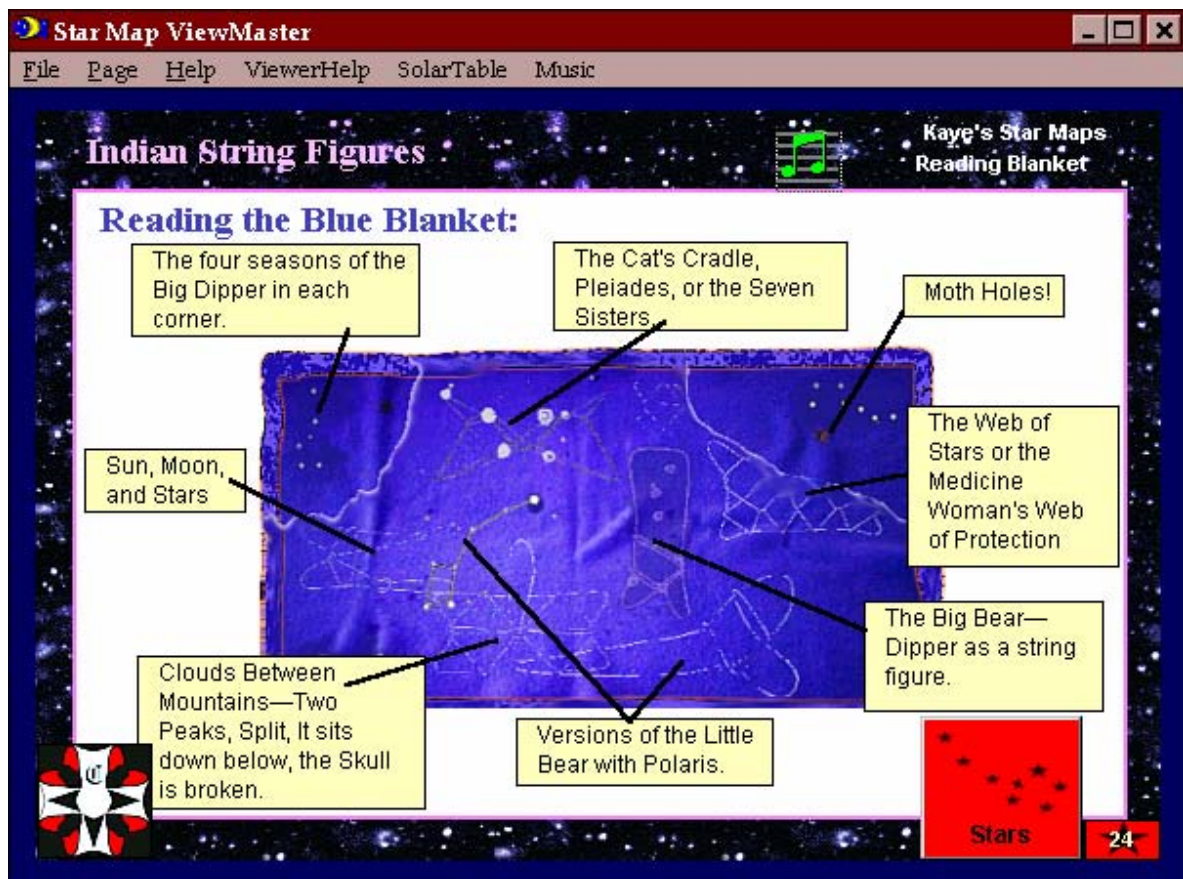 Star Map ViewMaster
File Page Help ViewerHelp SolarTable Music
Indian String Figures
Kaye's Star Maps
Reading Blanket
Reading the Blue Blanket:
The four seasons of the
Big Dipper in each
corner.
The Cat's Cradle,
Pleiades, or the Seven
Sisters
Moth Holes!
Sun, Moon,
and Stars
The Web of
Stars or the
Medicine
Woman's Web
of Protection
The Big Bear—
Dipper as a string
figure.
Clouds Between
Mountains—Two
Peaks, Split, It sits
down below, the Skull
is broken.
Versions of the Little
Bear with Polaris.
C
Stars
24